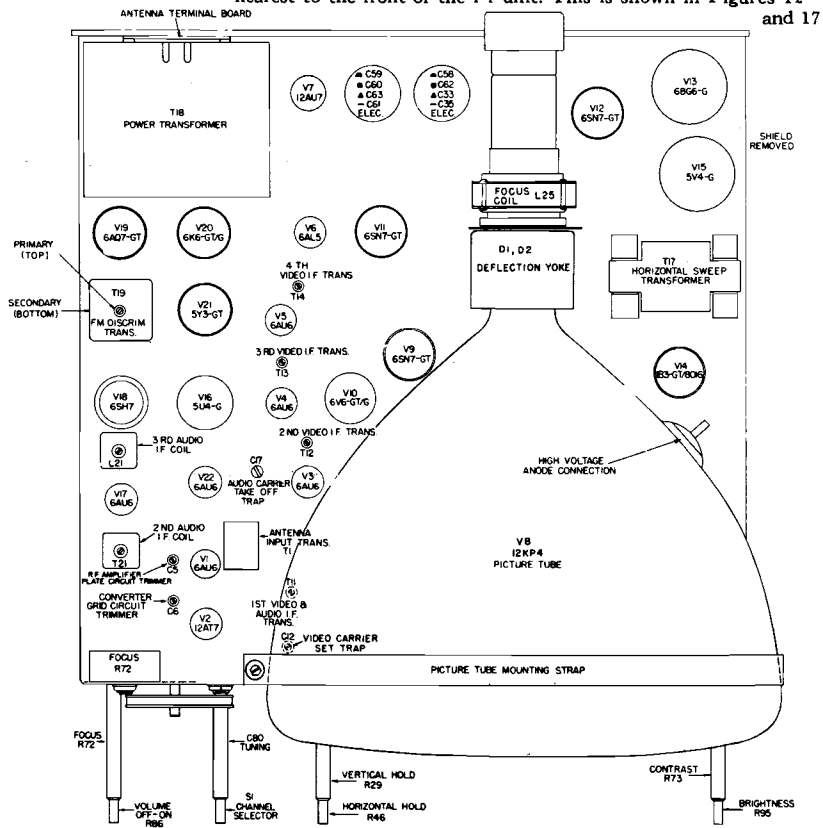 nearest to the front of the
and 17
ANTENNA TERMINAL BOARD
T18
POWER TRANSFORMER
V7
12AU7
C59
C60
C63
C61
ELEC.
C58
C62
C33
C35
ELEC.
V12
6SN7-GT
V13
6BG6-G
SHIELD
REMOVED
V15
5V4-G
FOCUS
COIL L25
V19
6AQ7-GT
V20
6K6-GT/G
V6
6AL5
V11
6SN7-GT
D1, D2
DEFLECTION YOKE
T17
HORIZONTAL SWEEP
TRANSFORMER
PRIMARY
(TOP)
SECONDARY
(BOTTOM)
T19
FM DISCRIM
TRANS.
V21
5Y3-GT
4 TH
VIDEO I.F. TRANS
T14
V5
6AU6
3 RD VIDEO I.F. TRANS.
T13
V9
6SN7-GT
V14
1B3-GT/8016
V18
6SH7
V16
5U4-G
V4
6AU6
V10
6V6-GT/G
3 RD AUDIO
I.F. COIL
L21
2 ND VIDEO I.F. TRANS.
T12
C17
AUDIO CARRIER
TAKE OFF
TRAP
V22
6AU6
V3
6AU6
V17
6AU6
HIGH VOLTAGE
ANODE CONNECTION
2 ND AUDIO
I.F. COIL
T21
ANTENNA
INPUT TRANS.
T1
V8
12KP4
PICTURE TUBE
R.F. AMPLIFIER
PLATE CIRCUIT TRIMMER
C5
V1
6AU6
CONVERTER
GRID CIRCUIT
TRIMMER
C6
T11
1ST VIDEO &
AUDIO I.F.
TRANS.
V2
12AT7
C12
VIDEO CARRIER
SET TRAP
FOCUS
R72
PICTURE TUBE MOUNTING STRAP
FOCUS
R72
C80
TUNING
VERTICAL HOLD
R29
CONTRAST
R73
VOLUME
OFF-ON
R86
S1
CHANNEL
SELECTOR
HORIZONTAL HOLD
R46
BRIGHTNESS
R95